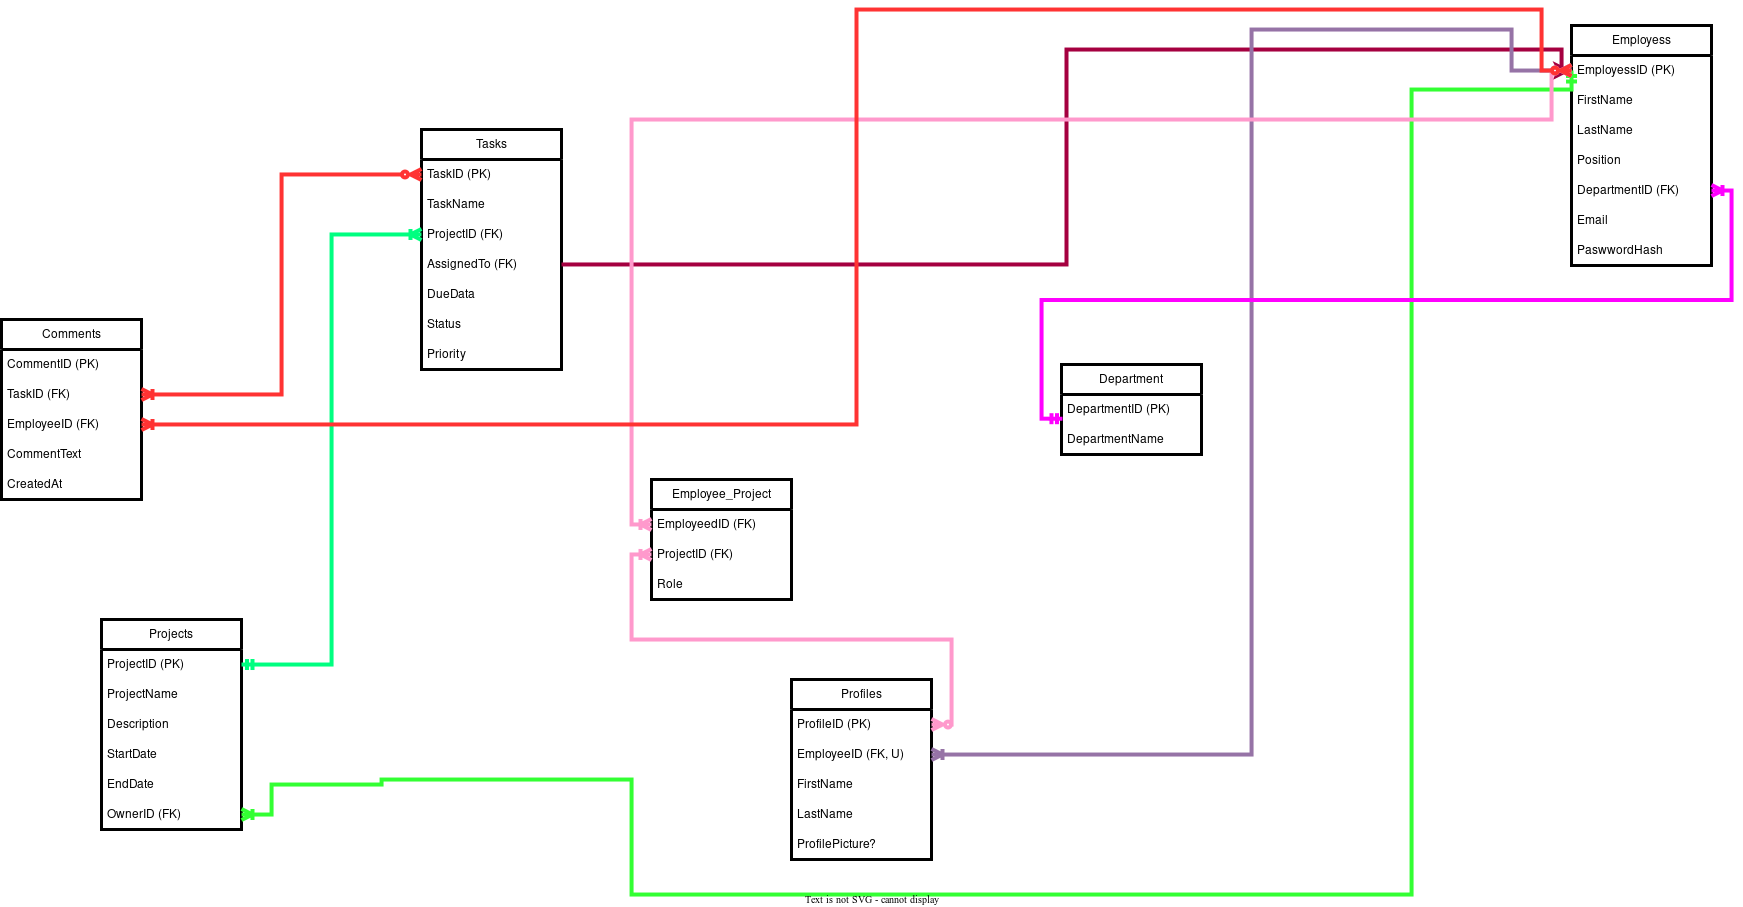 Employess
EmployessID (PK)
FirstName
LastName
Position
DepartmentID (FK)
Email
PaswwordHash
Tasks
TaskID (PK)
TaskName
ProjectID (FK)
AssignedTo (FK)
DueData
Status
Priority
Comments
CommentID (PK)
TaskID (FK)
EmployeeID (FK)
CommentText
CreatedAt
Department
DepartmentID (PK)
DepartmentName
Employee_Project
EmployeedID (FK)
ProjectID (FK)
Role
Projects
ProjectID (PK)
ProjectName
Description
StartDate
EndDate
OwnerID (FK)
Profiles
ProfileID (PK)
EmployeeID (FK, U)
FirstName
LastName
ProfilePicture?
Text is not SVG - cannot display